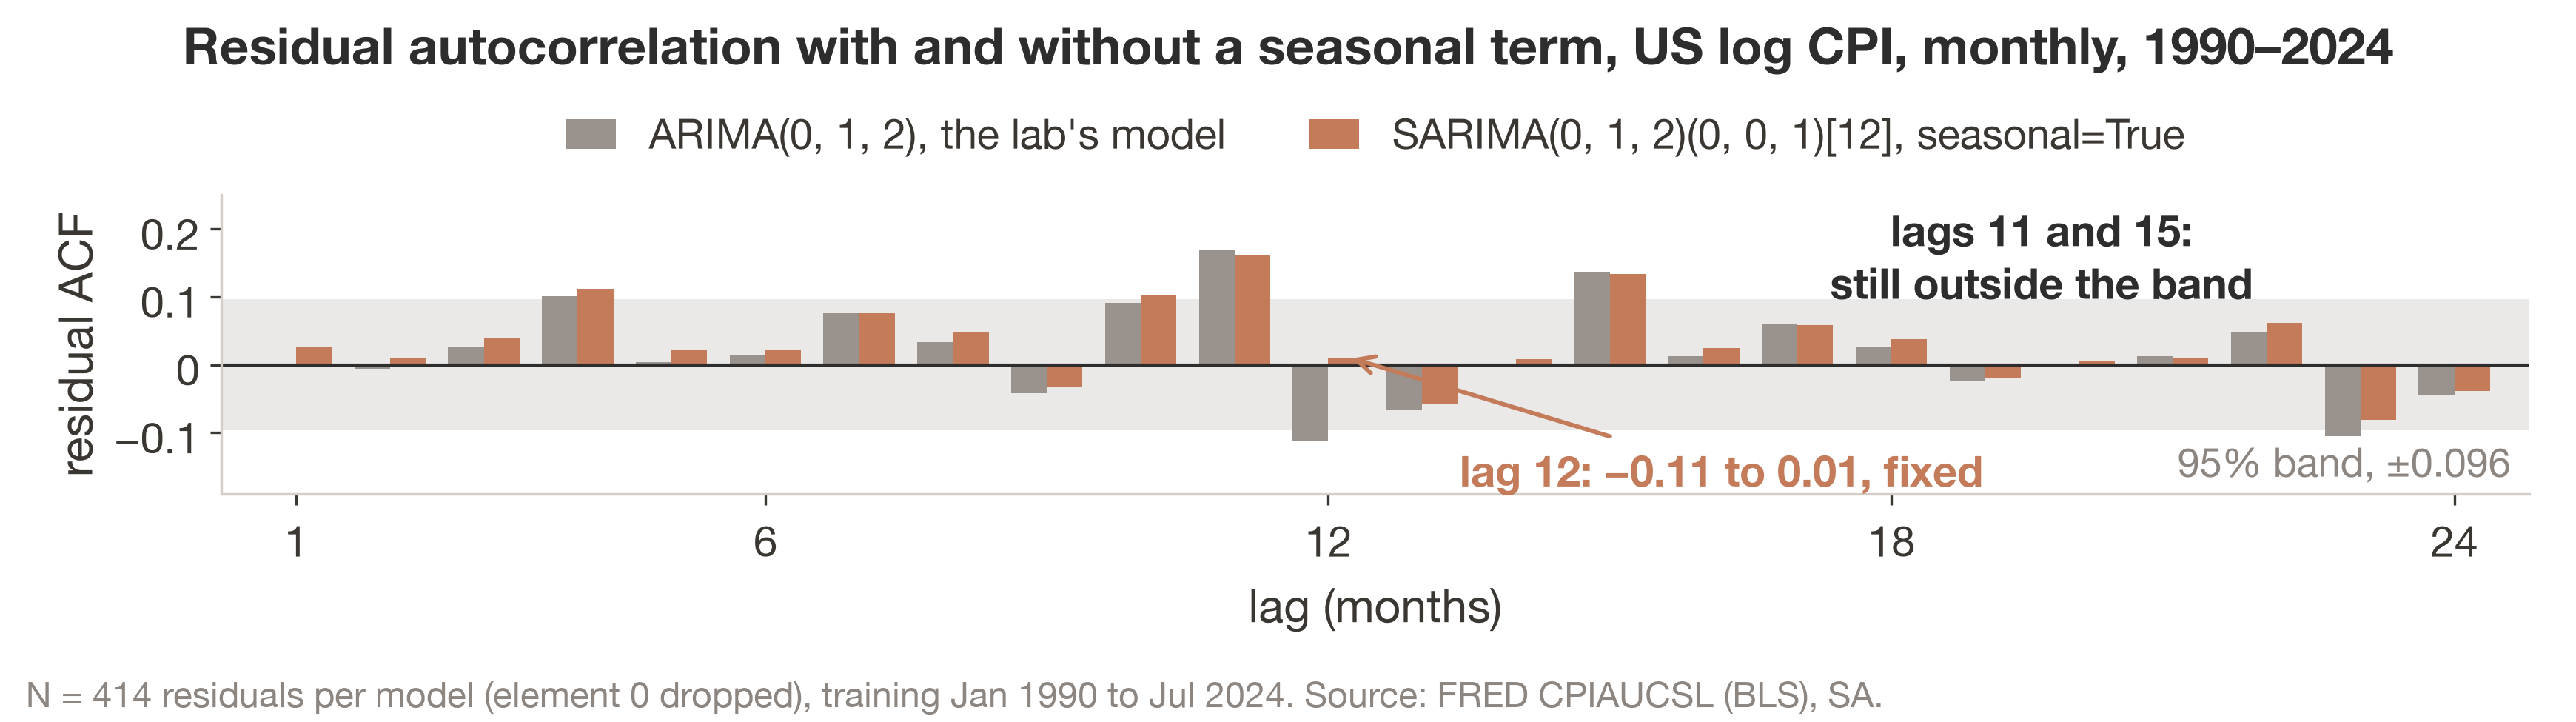 Residual autocorrelation with and without a seasonal term, US log CPI, monthly, 1990–2024
ARIMA(0, 1, 2), the lab's model
SARIMA(0, 1, 2)(0, 0, 1)[12], seasonal=True
residual ACF
0.2
0.1
0
−0.1
lags 11 and 15:
still outside the band
lag 12: −0.11 to 0.01, fixed
95% band, ±0.096
1 6 12 18 24
lag (months)
N = 414 residuals per model (element 0 dropped), training Jan 1990 to Jul 2024. Source: FRED CPIAUCSL (BLS), SA.